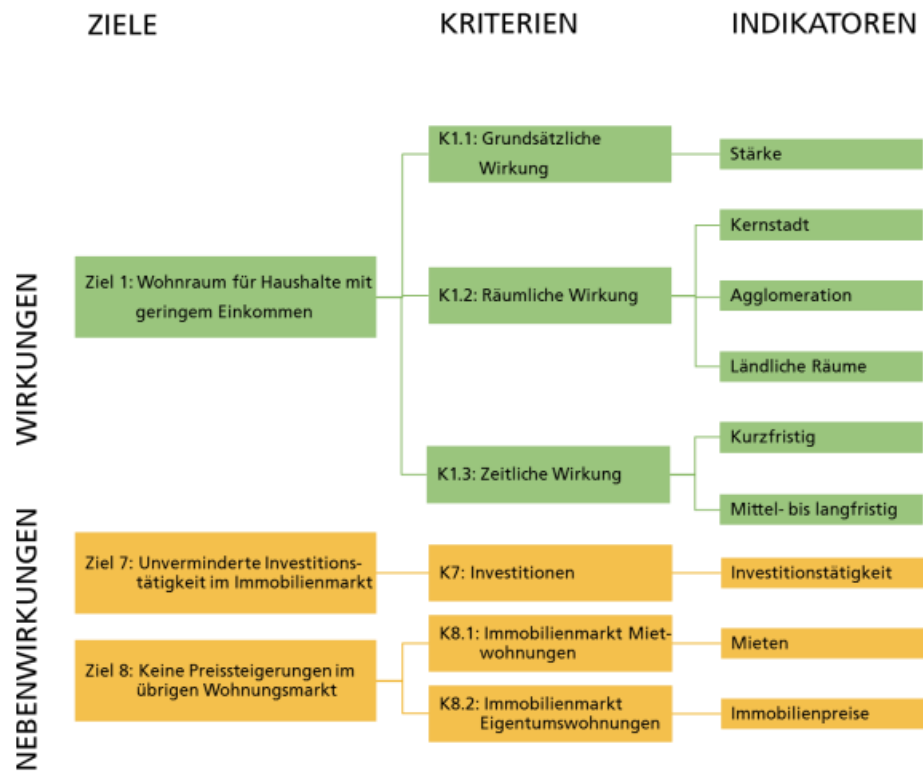 ZIELE
KRITERIEN
INDIKATOREN
WIRKUNGEN
Ziel 1: Wohnraum für Haushalte mit
geringem Einkommen
K1.1: Grundsätzliche
Wirkung
Stärke
K1.2: Räumliche Wirkung
Kernstadt
Agglomeration
Ländliche Räume
K1.3: Zeitliche Wirkung
Kurzfristig
Mittel- bis langfristig
NEBENWIRKUNGEN
Ziel 7: Unverminderte Investitions-
tätigkeit im Immobilienmarkt
K7: Investitionen
Investitionstätigkeit
Ziel 8: Keine Preissteigerungen im
übrigen Wohnungsmarkt
K8.1: Immobilienmarkt Miet-
wohnungen
Mieten
K8.2: Immobilienmarkt
Eigentumswohnungen
Immobilienpreise